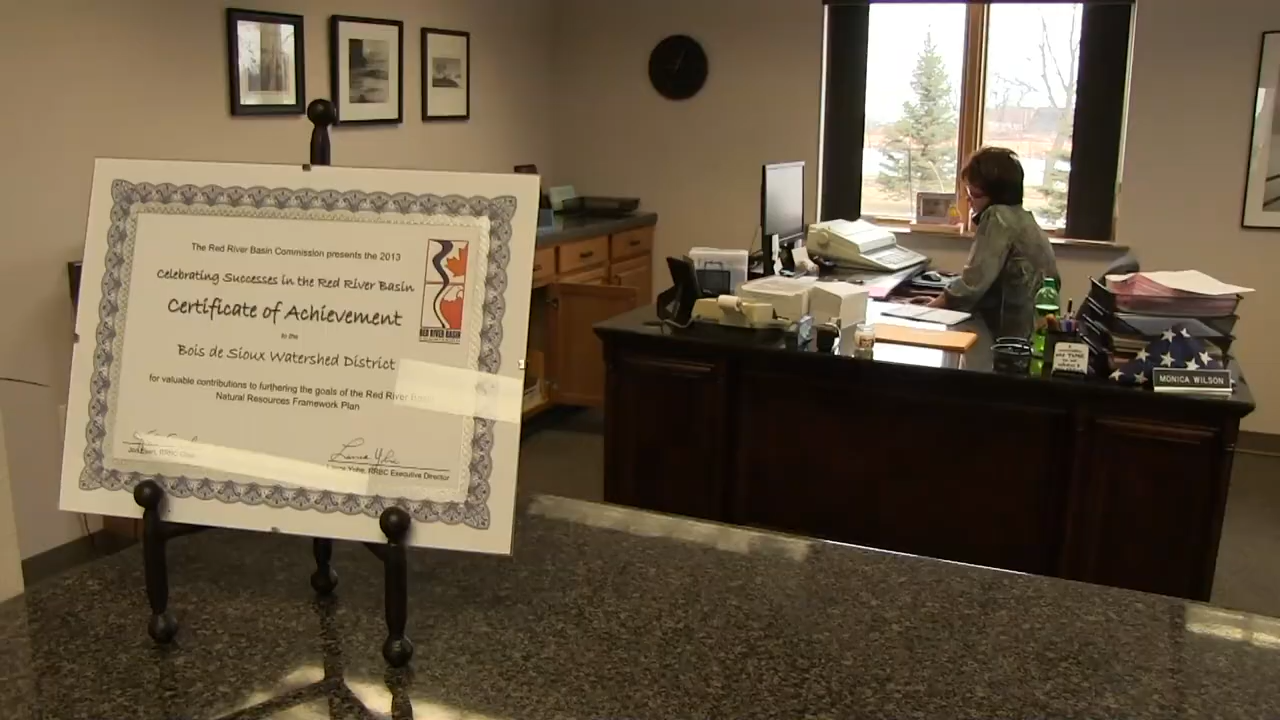 The Red River Basin Commission presents the 2013
Celebrating Successes in the Red River Basin
Certificate of Achievement
to the
Bois de Sioux Watershed District
for valuable contributions to furthering the goals of the Red River Basin
Natural Resources Framework Plan
RRBC Executive Director
RED RIVER BASIN
MONICA WILSON